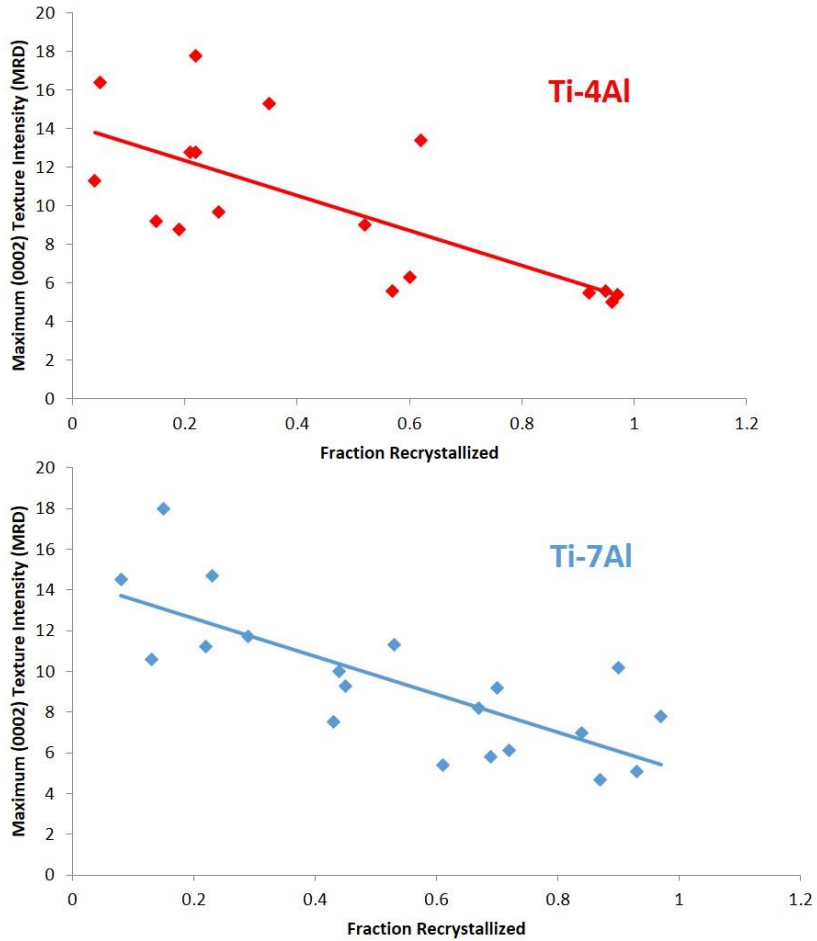 Maximum (0002) Texture Intensity (MRD)
20
18
16
14
12
10
8
6
4
2
0
Ti-4Al
0 0.2 0.4 0.6 0.8 1 1.2
Fraction Recrystallized
Maximum (0002) Texture Intensity (MRD)
20
18
16
14
12
10
8
6
4
2
0
Ti-7Al
0 0.2 0.4 0.6 0.8 1 1.2
Fraction Recrystallized